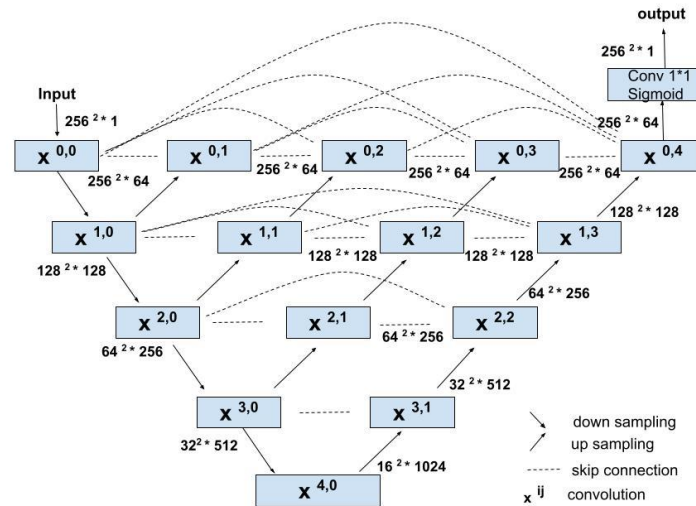 output
256 ² * 1
Conv 1*1
Sigmoid
Input
256 ² * 1
256 ² * 64
x 0,0
x 0,1
x 0,2
x 0,3
x 0,4
256 ² * 64
256 ² * 64
256 ² * 64
256 ² * 64
128 ² * 128
x 1,0
x 1,1
x 1,2
x 1,3
128 ² * 128
128 ² * 128
128 ² * 128
64 ² * 256
x 2,0
x 2,1
x 2,2
64 ² * 256
64 ² * 256
32 ² * 512
x 3,0
x 3,1
32² * 512
16 ² * 1024
x 4,0
down sampling
up sampling
skip connection
x ij convolution